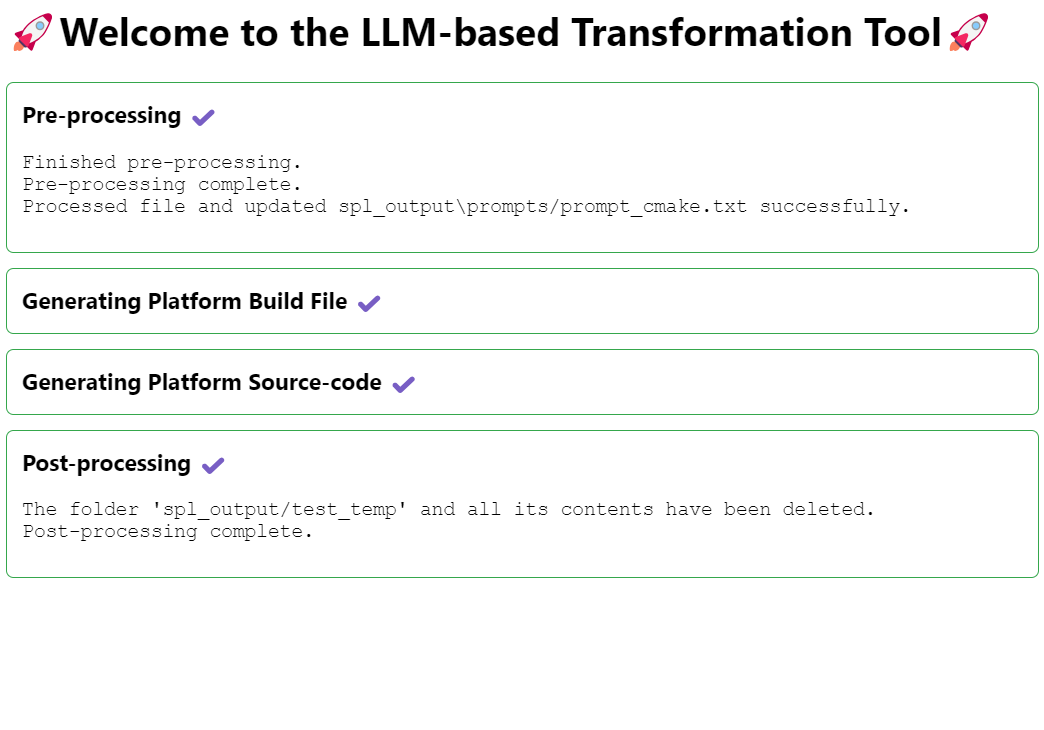 🚀Welcome to the LLM-based Transformation Tool🚀
Pre-processing ✔
Finished pre-processing.
Pre-processing complete.
Processed file and updated spl_output\prompts/prompt_cmake.txt successfully.
Generating Platform Build File ✔
Generating Platform Source-code ✔
Post-processing ✔
The folder 'spl_output/test_temp' and all its contents have been deleted.
Post-processing complete.